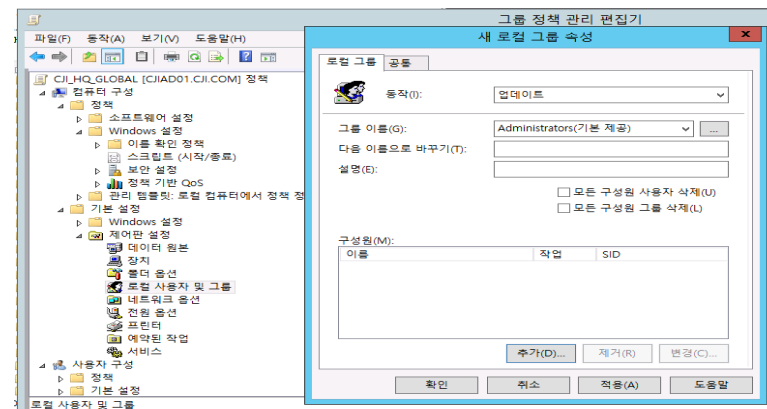 그룹 정책 관리 편집기
파일(F) 동작(A) 보기(V) 도움말(H)
CJI_HQ_GLOBAL [CJIAD01.CJI.COM] 정책
컴퓨터 구성
정책
소프트웨어 설정
Windows 설정
이름 확인 정책
스크립트 (시작/종료)
보안 설정
정책 기반 QoS
관리 템플릿: 로컬 컴퓨터에서 정책 정
기본 설정
Windows 설정
제어판 설정
데이터 원본
장치
폴더 옵션
로컬 사용자 및 그룹
네트워크 옵션
전원 옵션
프린터
예약된 작업
서비스
사용자 구성
정책
기본 설정
로컬 사용자 및 그룹
새 로컬 그룹 속성
x
로컬 그룹 공통
동작(I): 업데이트
그룹 이름(G): Administrators(기본 제공) ...
다음 이름으로 바꾸기(T):
설명(E):
모든 구성원 사용자 삭제(U)
모든 구성원 그룹 삭제(L)
구성원(M):
이름 작업 SID
추가(D)... 제거(R) 변경(C)...
확인 취소 적용(A) 도움말